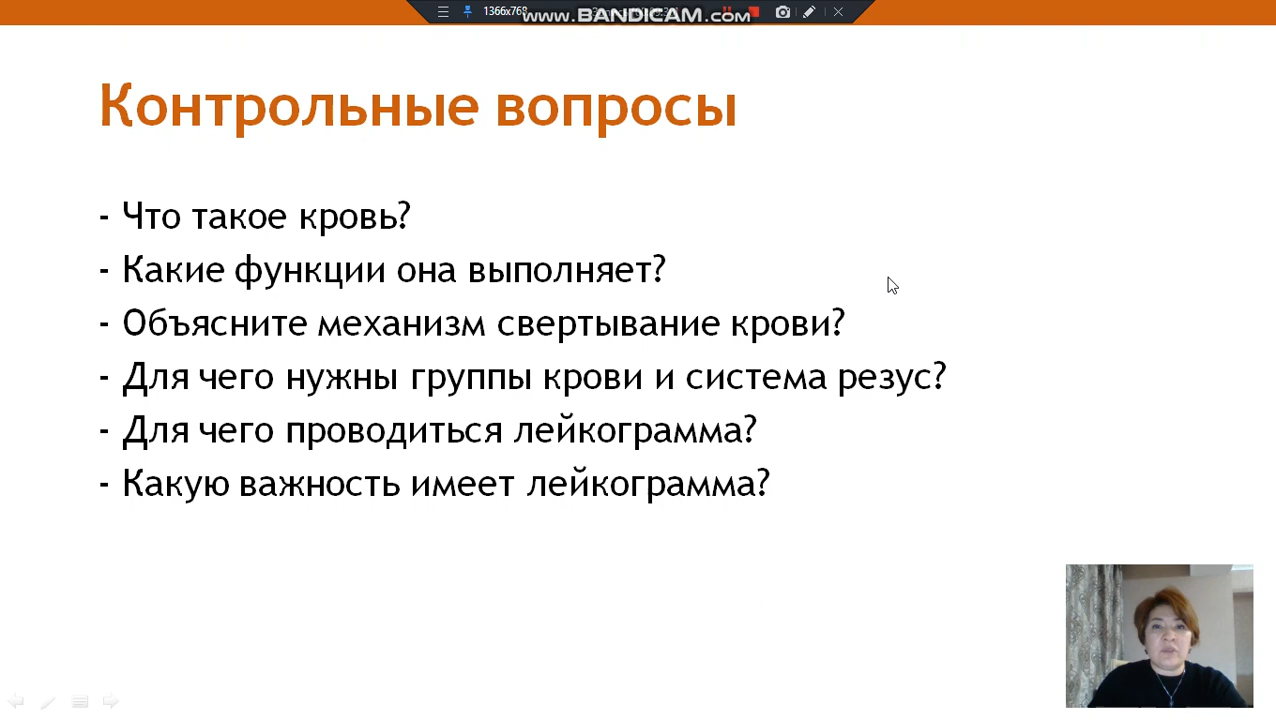 1366x768
www.BANDICAM.com
Контрольные вопросы
- Что такое кровь?
- Какие функции она выполняет?
- Объясните механизм свертывание крови?
- Для чего нужны группы крови и система резус?
- Для чего проводиться лейкограмма?
- Какую важность имеет лейкограмма?